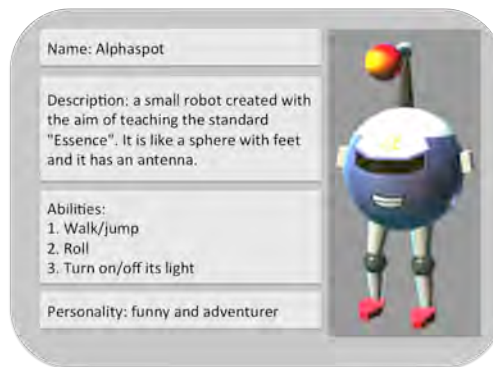 Name: Alphaspot
Description: a small robot created with
the aim of teaching the standard
"Essence". It is like a sphere with feet
and it has an antenna.
Abilities:
1. Walk/jump
2. Roll
3. Turn on/off its light
Personality: funny and adventurer